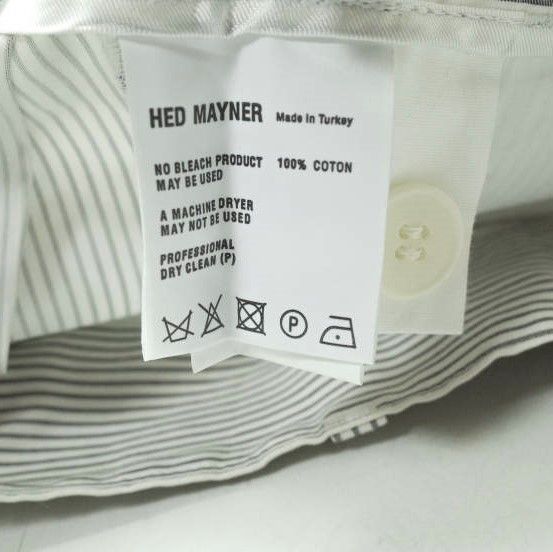 HED MAYNER Made in Turkey
NO BLEACH PRODUCT 100% COTON
MAY BE USED
A MACHINE DRYER
MAY NOT BE USED
PROFESSIONAL
DRY CLEAN (P)
P